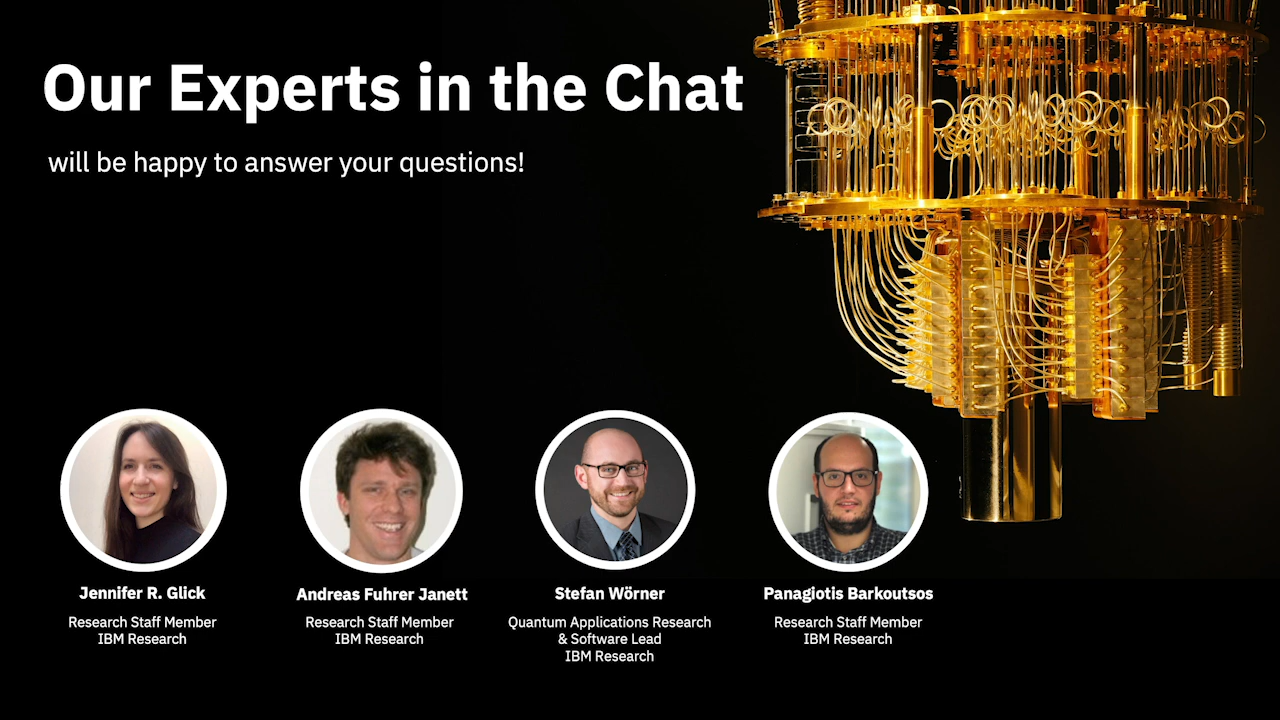 Our Experts in the Chat
will be happy to answer your questions!
Jennifer R. Glick
Research Staff Member
IBM Research
Andreas Fuhrer Janett
Research Staff Member
IBM Research
Stefan Wörner
Quantum Applications Research
& Software Lead
IBM Research
Panagiotis Barkoutsos
Research Staff Member
IBM Research